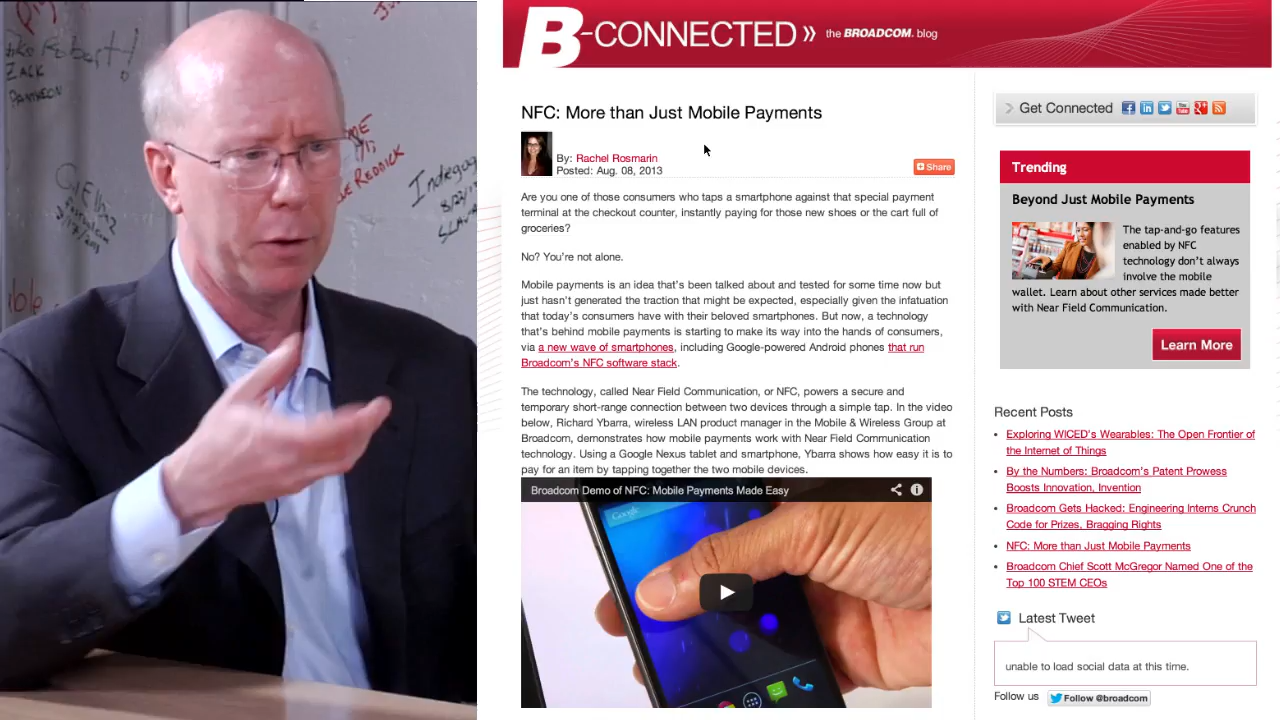 Robert!
ZACK
PANTHEON
REDDICK
Indegogo
B-CONNECTED » the BROADCOM. blog
NFC: More than Just Mobile Payments
By: Rachel Rosmarin
Posted: Aug. 08, 2013
Share
Are you one of those consumers who taps a smartphone against that special payment
terminal at the checkout counter, instantly paying for those new shoes or the cart full of
groceries?
No? You're not alone.
Mobile payments is an idea that's been talked about and tested for some time now but
just hasn't generated the traction that might be expected, especially given the infatuation
that today's consumers have with their beloved smartphones. But now, a technology
that's behind mobile payments is starting to make its way into the hands of consumers,
via a new wave of smartphones, including Google-powered Android phones that run
Broadcom's NFC software stack.
The technology, called Near Field Communication, or NFC, powers a secure and
temporary short-range connection between two devices through a simple tap. In the video
below, Richard Ybarra, wireless LAN product manager in the Mobile & Wireless Group at
Broadcom, demonstrates how mobile payments work with Near Field Communication
technology. Using a Google Nexus tablet and smartphone, Ybarra shows how easy it is to
pay for an item by tapping together the two mobile devices.
Broadcom Demo of NFC: Mobile Payments Made Easy
Google
Get Connected
Trending
Beyond Just Mobile Payments
The tap-and-go features
enabled by NFC
technology don't always
involve the mobile
wallet. Learn about other services made better
with Near Field Communication.
Learn More
Recent Posts
Exploring WICED's Wearables: The Open Frontier of
the Internet of Things
By the Numbers: Broadcom's Patent Prowess
Boosts Innovation, Invention
Broadcom Gets Hacked: Engineering Interns Crunch
Code for Prizes, Bragging Rights
NFC: More than Just Mobile Payments
Broadcom Chief Scott McGregor Named One of the
Top 100 STEM CEOs
Latest Tweet
unable to load social data at this time.
Follow us
Follow @broadcom